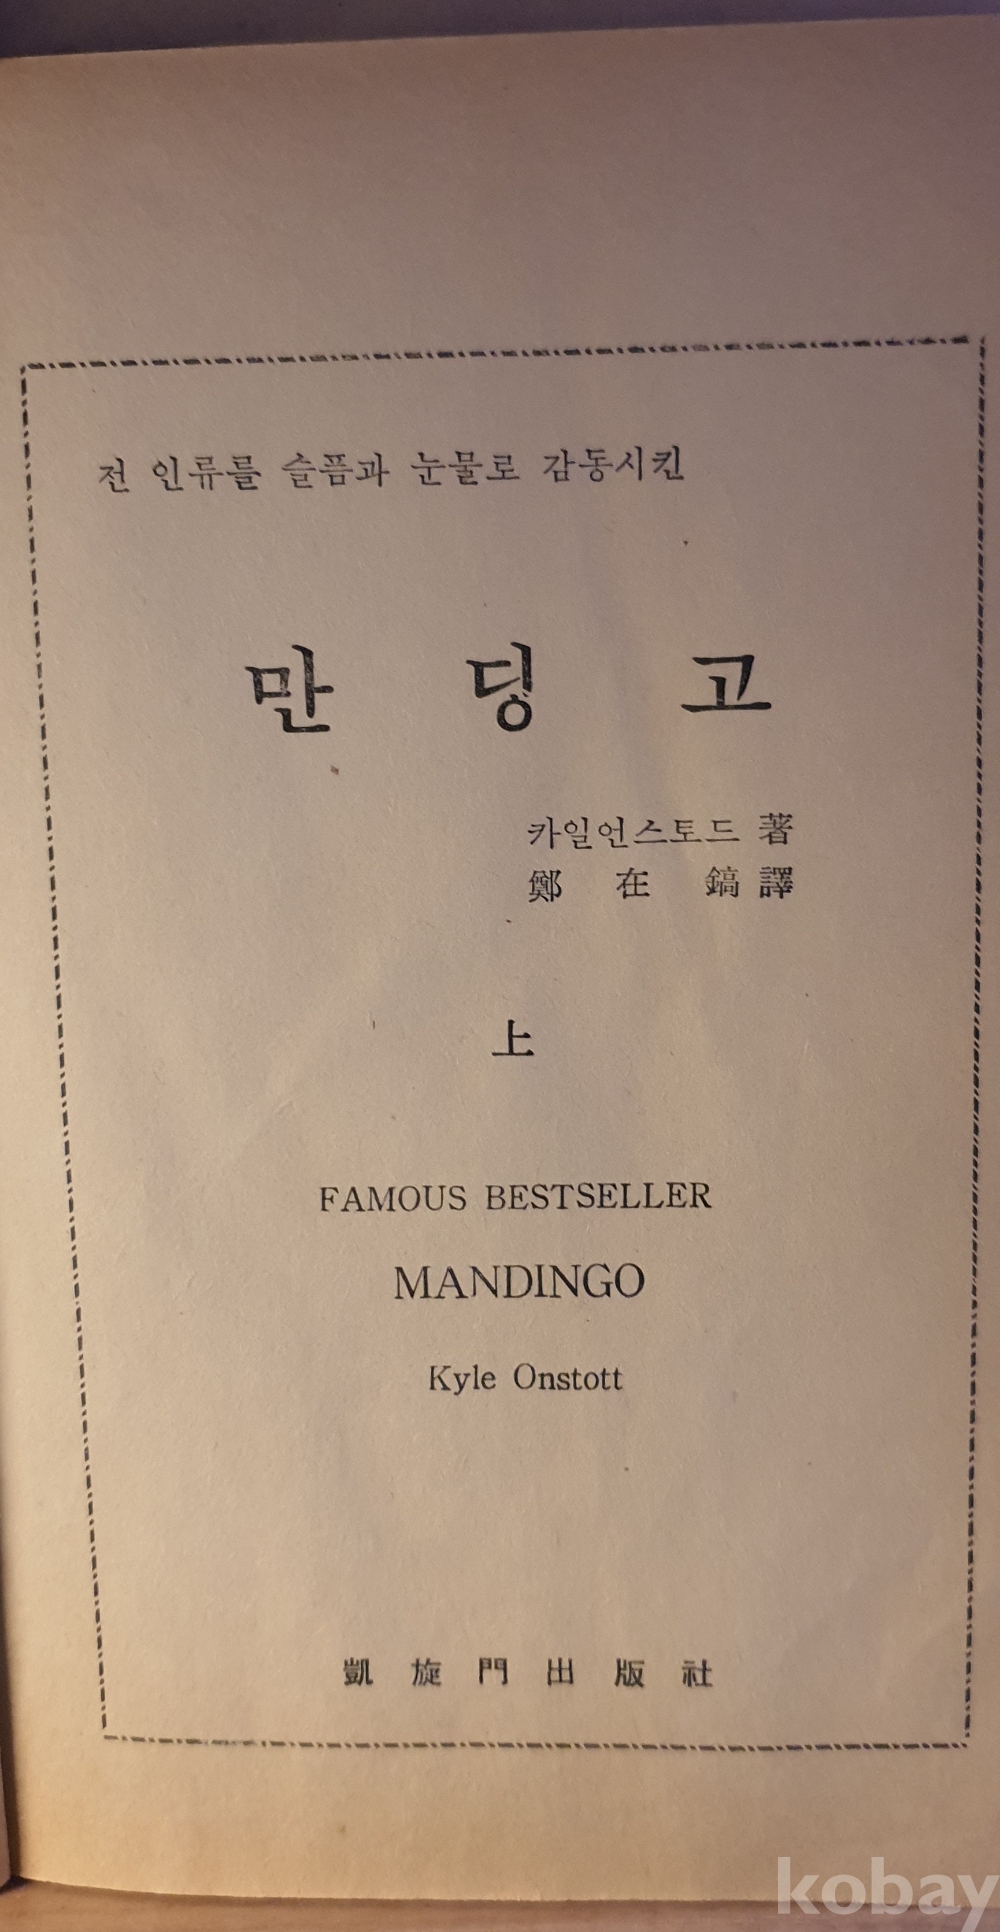 전 인류를 슬픔과 눈물로 감동시킨
만딩고
카일언스토드 著
鄭在鎬譯
上
FAMOUS BESTSELLER
MANDINGO
Kyle Onstott
凱旋門出版社
kobay